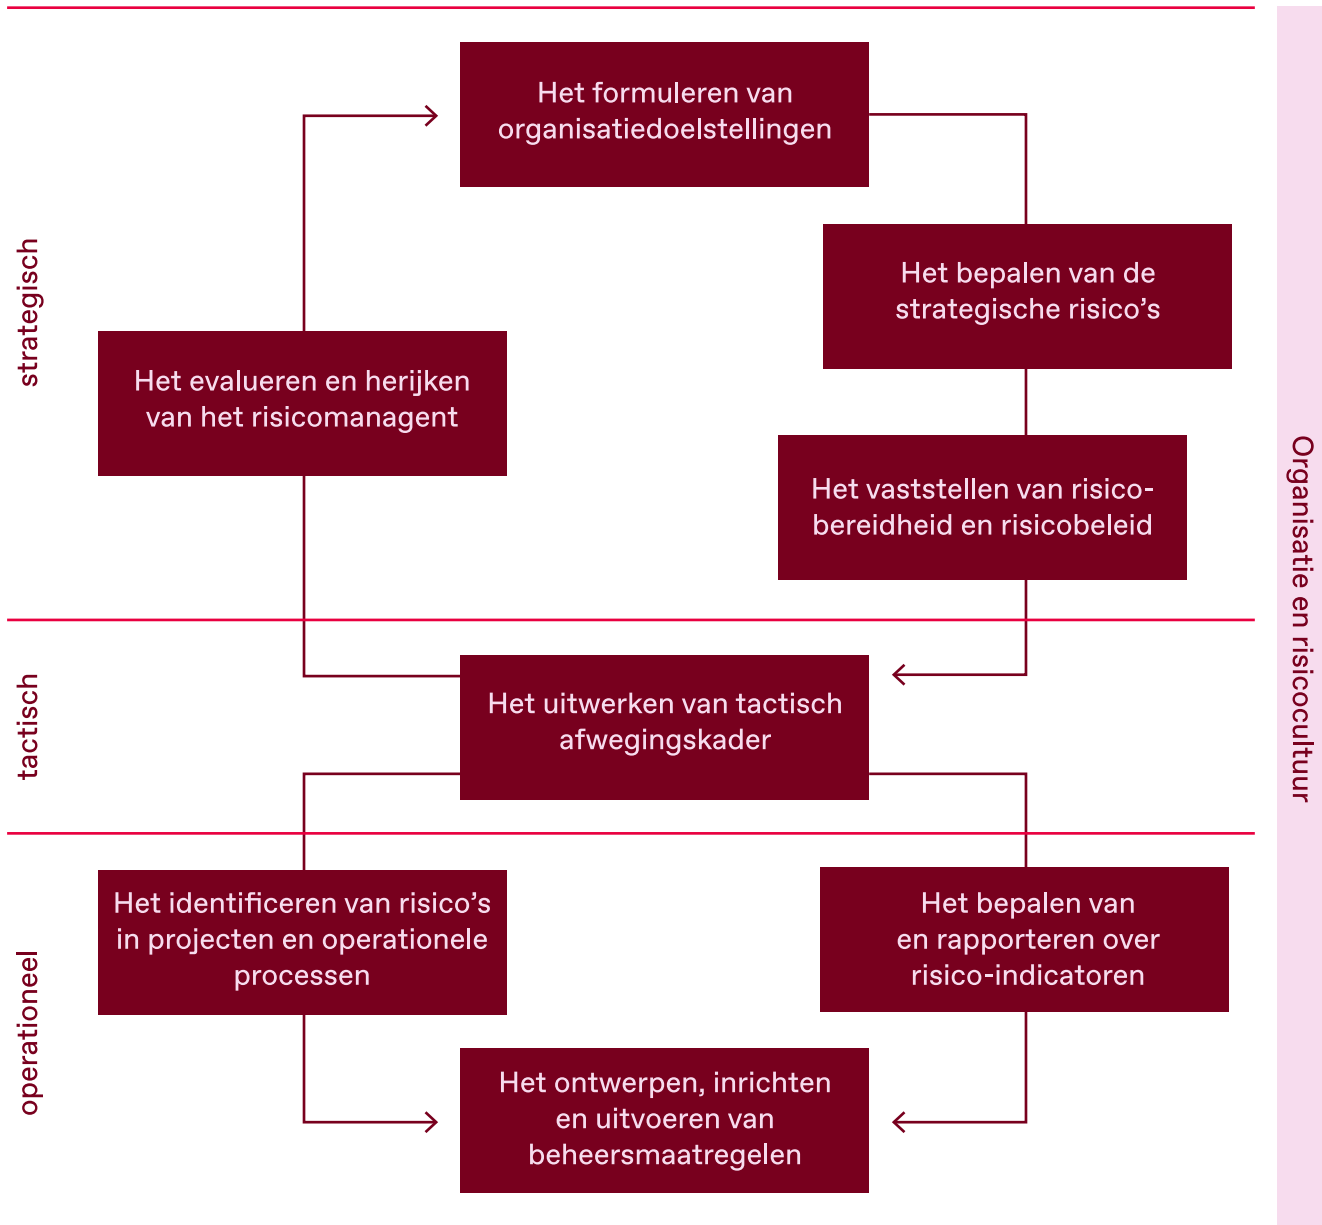 Het formuleren van
organisatiedoelstellingen
Het bepalen van de
strategische risico’s
strategisch
Het evalueren en herijken
van het risicomanagent
Het vaststellen van risico-
bereidheid en risicobeleid
Organisatie en risicocultuur
tactisch
Het uitwerken van tactisch
afwegingskader
operationeel
Het identificeren van risico’s
in projecten en operationele
processen
Het bepalen van
en rapporteren over
risico-indicatoren
Het ontwerpen, inrichten
en uitvoeren van
beheersmaatregelen